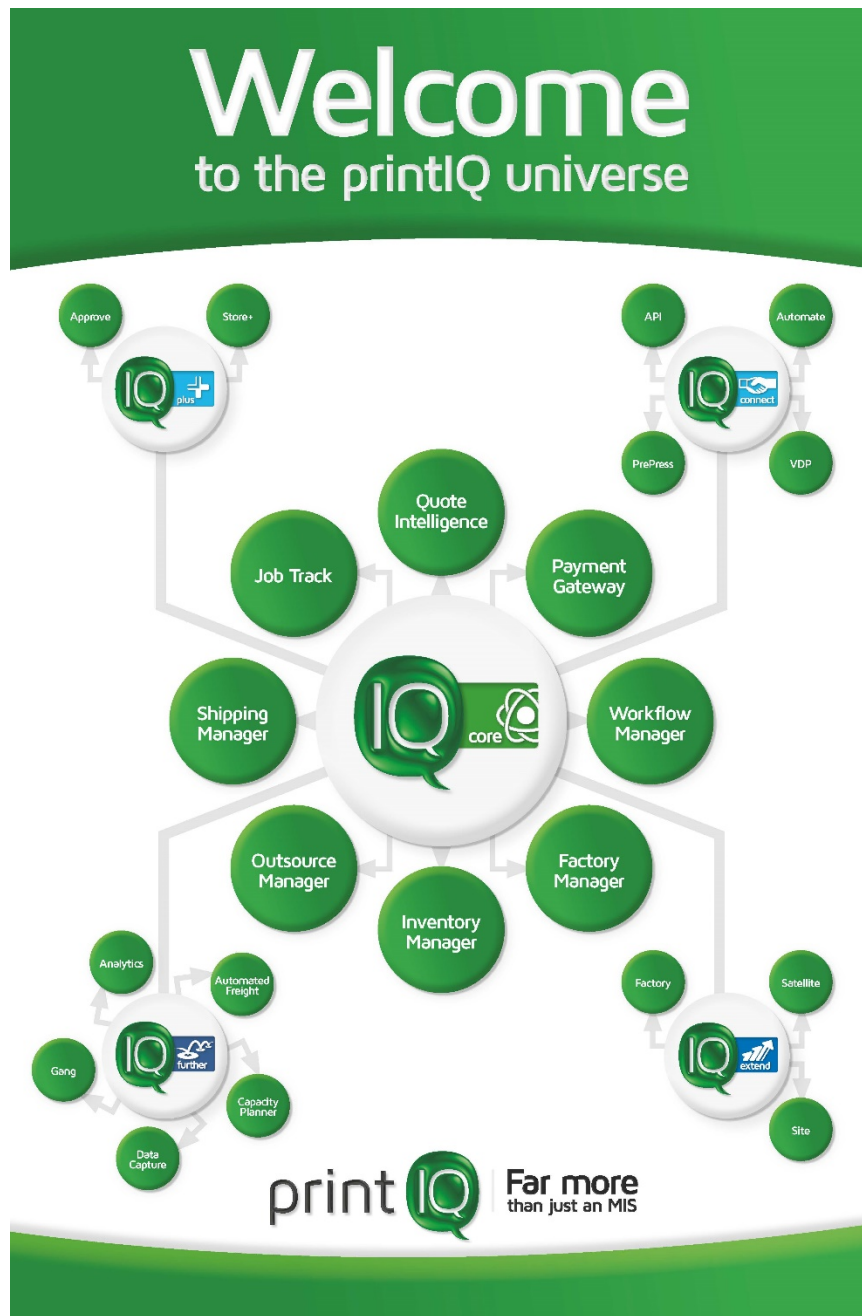 Welcome
to the printIQ universe
Approve
Store+
IQ plus
API
Automate
IQ connect
PrePress
VDP
Quote
Intelligence
Job Track
Payment
Gateway
Shipping
Manager
IQ core
Workflow
Manager
Outsource
Manager
Factory
Manager
Inventory
Manager
Analytics
Automated
Freight
IQ further
Gang
Capacity
Planner
Data
Capture
Factory
Satellite
IQ extend
Site
print IQ
Far more
than just an MIS